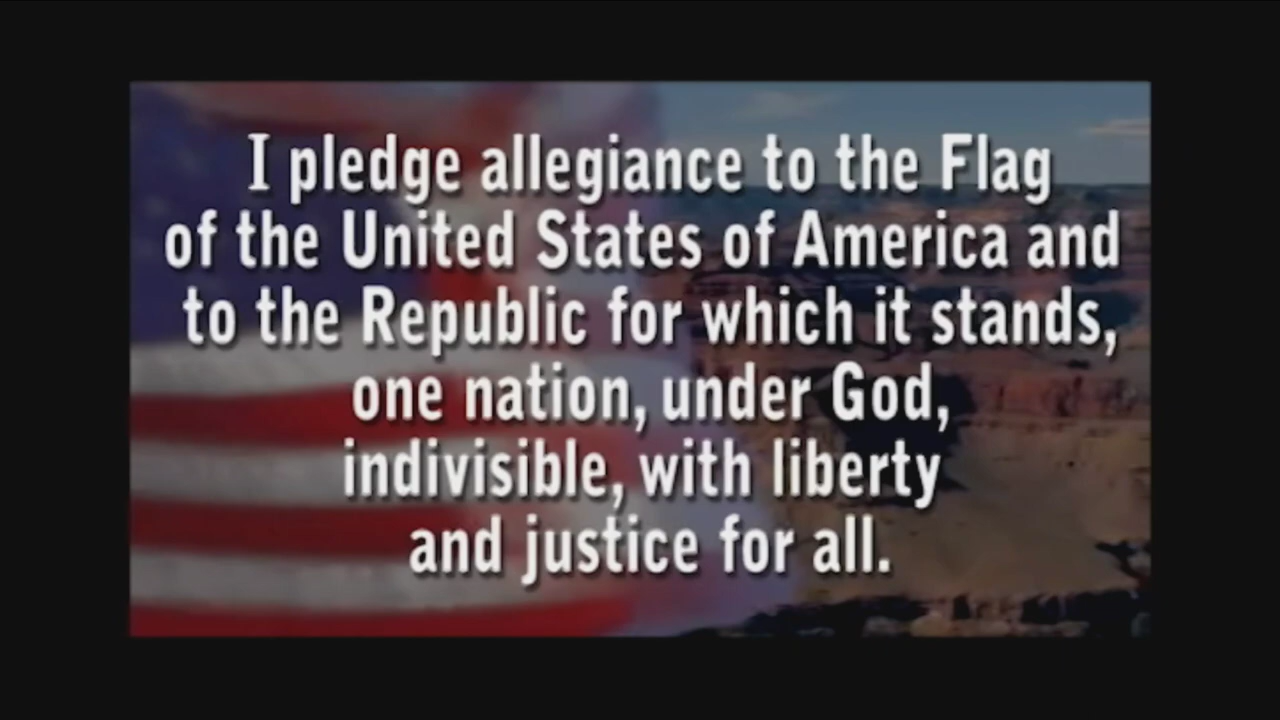 I pledge allegiance to the Flag
of the United States of America and
to the Republic for which it stands,
one nation, under God,
indivisible, with liberty
and justice for all.